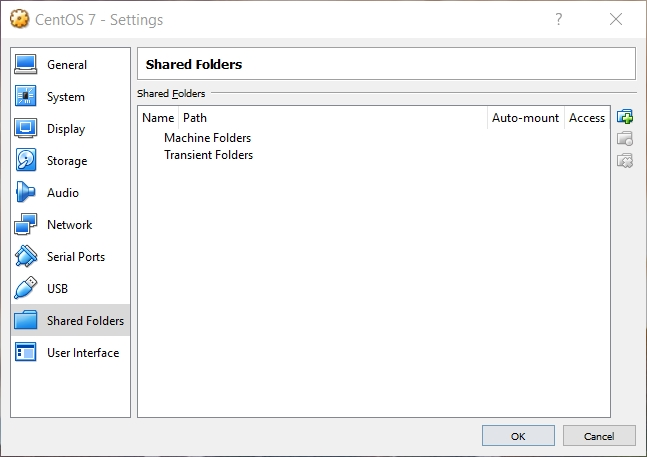 CentOS 7 - Settings
?
General
System
Display
Storage
Audio
Network
Serial Ports
USB
Shared Folders
User Interface
Shared Folders
Shared Folders
Name Path Auto-mount Access
Machine Folders
Transient Folders
OK Cancel